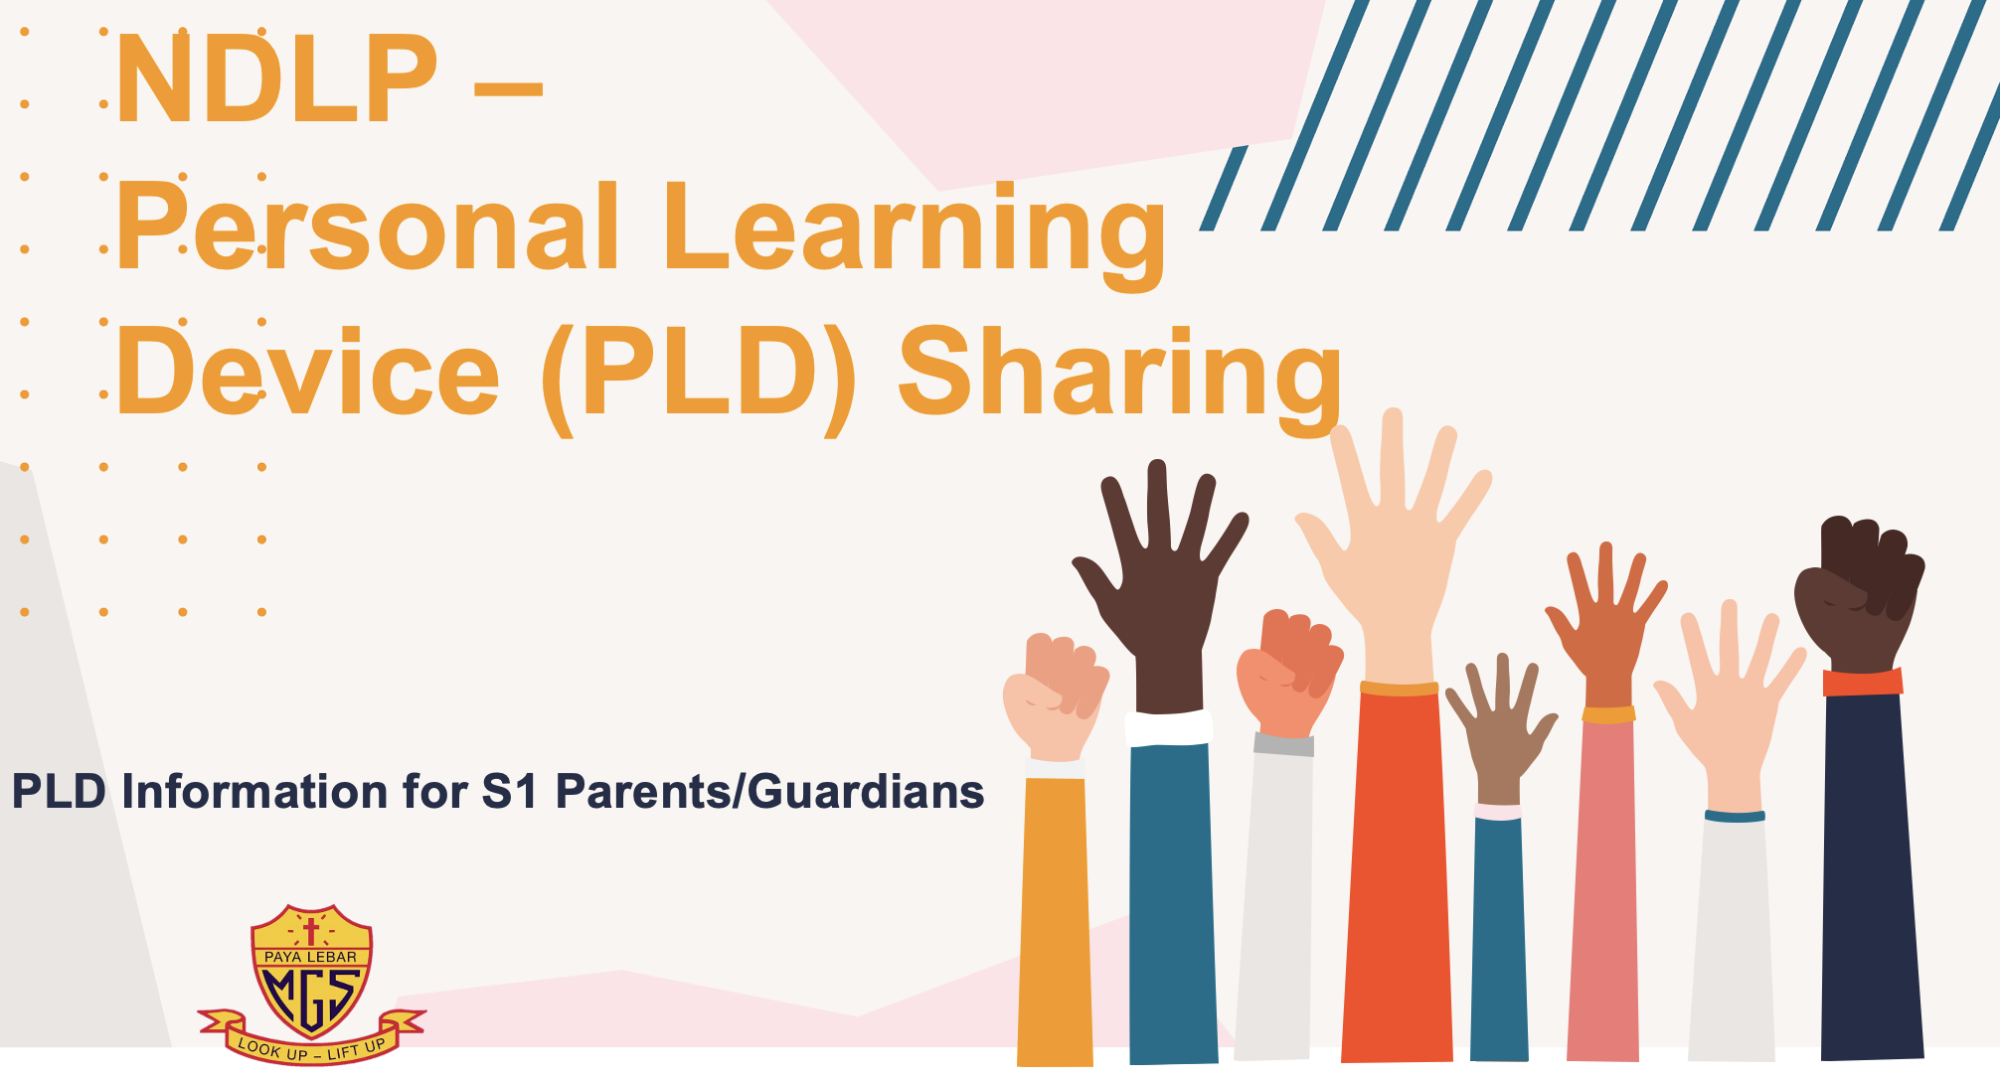 NDLP –
Personal Learning
Device (PLD) Sharing
PLD Information for S1 Parents/Guardians
PAYA LEBAR
MGS
LOOK UP – LIFT UP